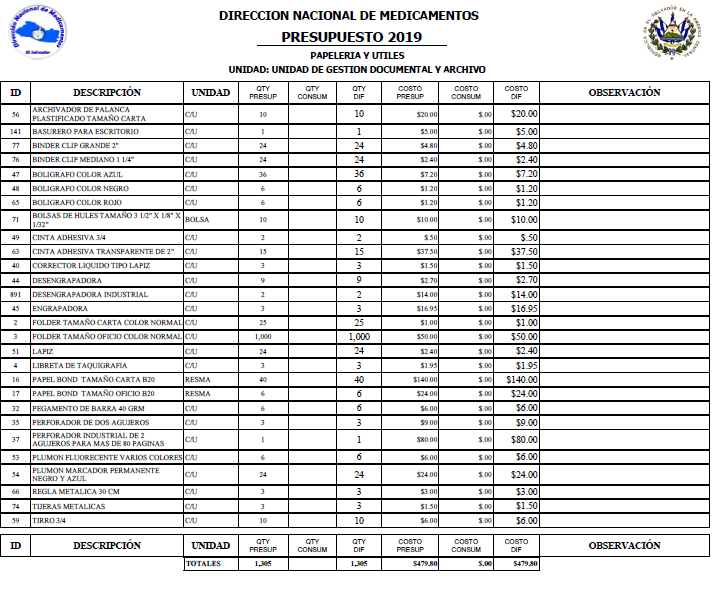 Dirección Nacional de Medicamentos
El Salvador
DIRECCION NACIONAL DE MEDICAMENTOS
PRESUPUESTO 2019
PAPELERIA Y UTILES
UNIDAD: UNIDAD DE GESTION DOCUMENTAL Y ARCHIVO
REPUBLICA DE EL SALVADOR EN LA AMERICA CENTRAL
ID DESCRIPCIÓN UNIDAD QTY PRESUP QTY CONSUM QTY DIF COSTO PRESUP COSTO CONSUM COSTO DIF OBSERVACIÓN
56 ARCHIVADOR DE PALANCA
PLASTIFICADO TAMAÑO CARTA C/U 10 10 $20.00 $.00 $20.00
141 BASURERO PARA ESCRITORIO C/U 1 1 $5.00 $.00 $5.00
77 BINDER CLIP GRANDE 2" C/U 24 24 $4.80 $.00 $4.80
76 BINDER CLIP MEDIANO 1 1/4" C/U 24 24 $2.40 $.00 $2.40
47 BOLIGRAFO COLOR AZUL C/U 36 36 $7.20 $.00 $7.20
48 BOLIGRAFO COLOR NEGRO C/U 6 6 $1.20 $.00 $1.20
65 BOLIGRAFO COLOR ROJO C/U 6 6 $1.20 $.00 $1.20
71 BOLSAS DE HULES TAMAÑO 3 1/2" X 1/8" X
1/32" BOLSA 10 10 $10.00 $.00 $10.00
49 CINTA ADHESIVA 3/4 C/U 2 2 $.50 $.00 $.50
63 CINTA ADHESIVA TRANSPARENTE DE 2" C/U 15 15 $37.50 $.00 $37.50
40 CORRECTOR LIQUIDO TIPO LAPIZ C/U 3 3 $1.50 $.00 $1.50
44 DESENGRAPADORA C/U 9 9 $2.70 $.00 $2.70
891 DESENGRAPADORA INDUSTRIAL C/U 2 2 $14.00 $.00 $14.00
45 ENGRAPADORA C/U 3 3 $16.95 $.00 $16.95
2 FOLDER TAMAÑO CARTA COLOR NORMAL C/U 25 25 $1.00 $.00 $1.00
3 FOLDER TAMAÑO OFICIO COLOR NORMAL C/U 1,000 1,000 $50.00 $.00 $50.00
51 LAPIZ C/U 24 24 $2.40 $.00 $2.40
4 LIBRETA DE TAQUIGRAFIA C/U 3 3 $1.95 $.00 $1.95
16 PAPEL BOND TAMAÑO CARTA B20 RESMA 40 40 $140.00 $.00 $140.00
17 PAPEL BOND TAMAÑO OFICIO B20 RESMA 6 6 $24.00 $.00 $24.00
32 PEGAMENTO DE BARRA 40 GRM C/U 6 6 $6.00 $.00 $6.00
35 PERFORADOR DE DOS AGUJEROS C/U 3 3 $9.00 $.00 $9.00
37 PERFORADOR INDUSTRIAL DE 2
AGUJEROS PARA MAS DE 80 PAGINAS C/U 1 1 $80.00 $.00 $80.00
53 PLUMON FLUORECENTE VARIOS COLORES C/U 6 6 $6.00 $.00 $6.00
54 PLUMON MARCADOR PERMANENTE
NEGRO Y AZUL C/U 24 24 $24.00 $.00 $24.00
66 REGLA METALICA 30 CM C/U 3 3 $3.00 $.00 $3.00
74 TIJERAS METALICAS C/U 3 3 $1.50 $.00 $1.50
59 TIRRO 3/4 C/U 10 10 $6.00 $.00 $6.00
ID DESCRIPCIÓN UNIDAD QTY PRESUP QTY CONSUM QTY DIF COSTO PRESUP COSTO CONSUM COSTO DIF OBSERVACIÓN
TOTALES 1,305 1,305 $479.80 $.00 $479.80